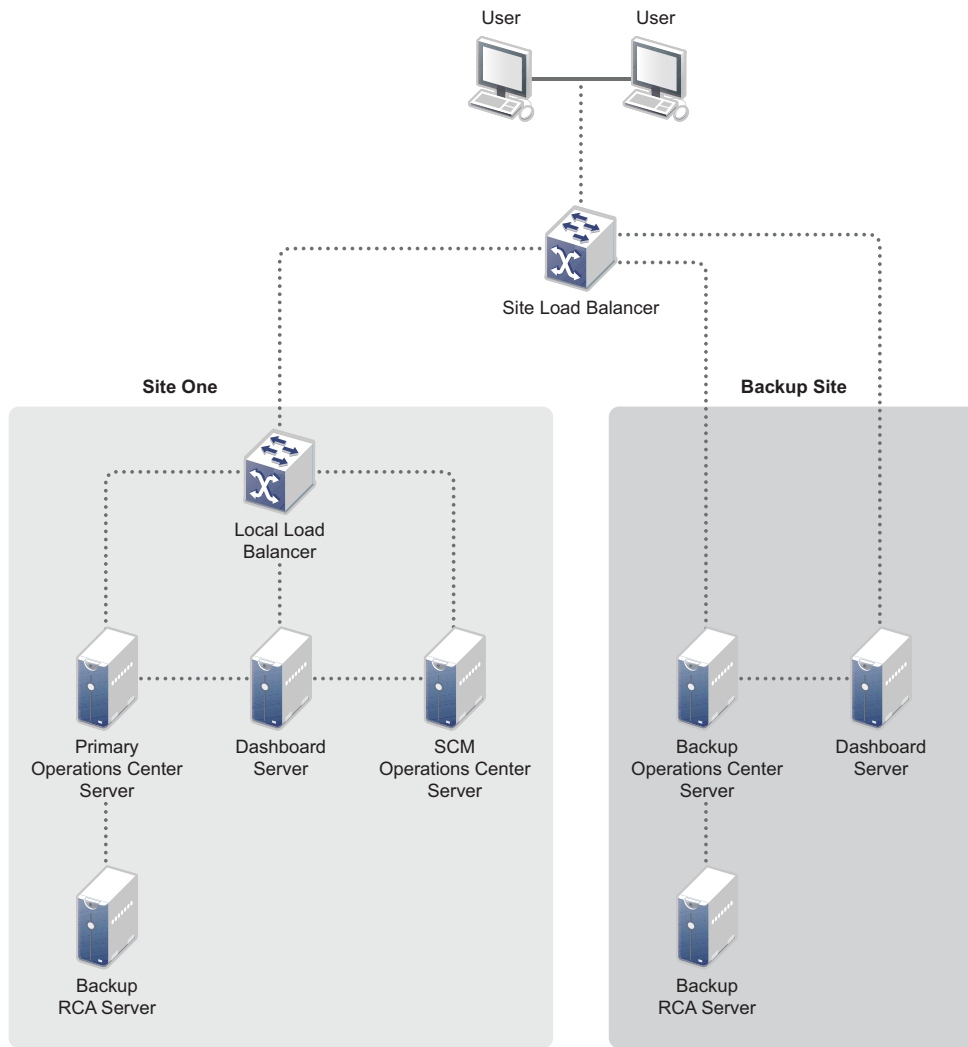 User
User
Site Load Balancer
Site One
Backup Site
Local Load
Balancer
Primary
Operations Center
Server
Dashboard
Server
SCM
Operations Center
Server
Backup
Operations Center
Server
Dashboard
Server
Backup
RCA Server
Backup
RCA Server